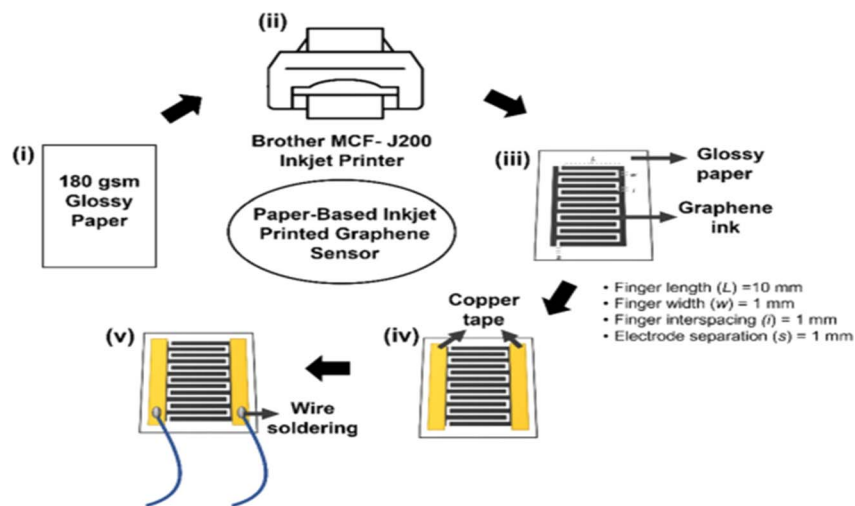 (i)
180 gsm
Glossy
Paper
(ii)
Brother MCF- J200
Inkjet Printer
Paper-Based Inkjet
Printed Graphene
Sensor
(iii)
Glossy
paper
Graphene
ink
• Finger length (L) =10 mm
• Finger width (w) = 1 mm
• Finger interspacing (i) = 1 mm
• Electrode separation (s) = 1 mm
(iv)
Copper
tape
(v)
Wire
soldering